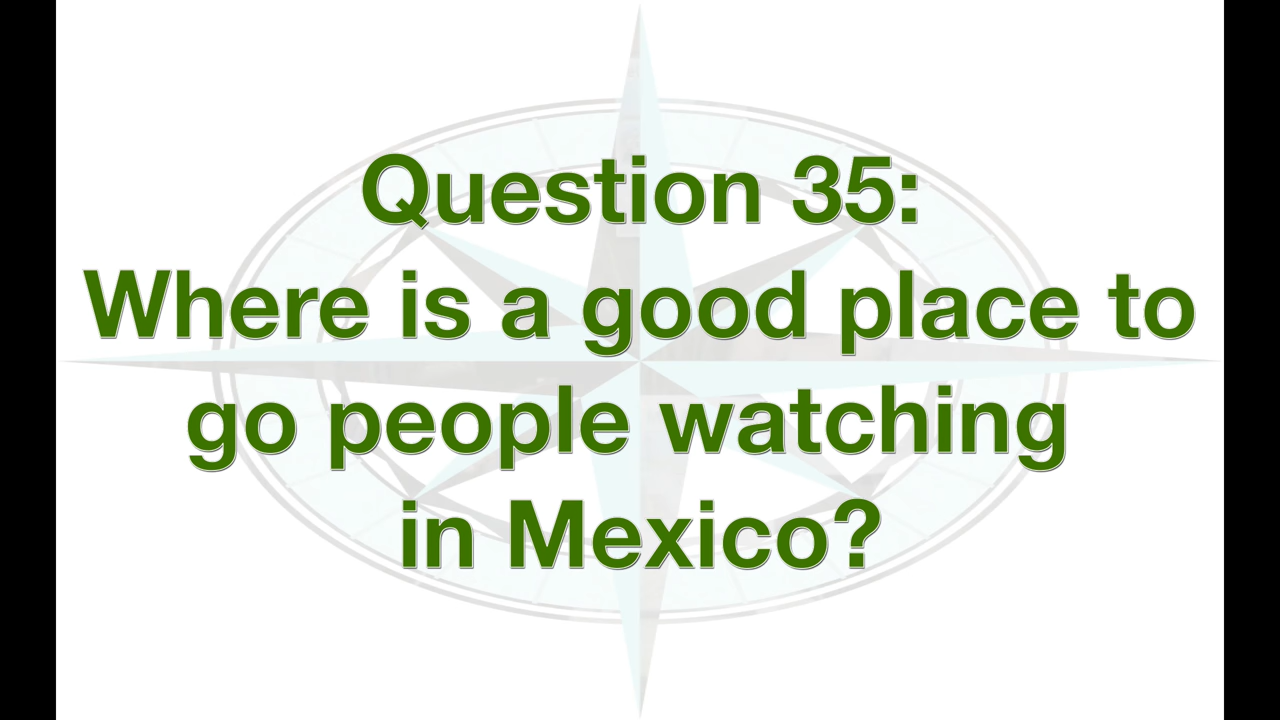 Question 35:
Where is a good place to
go people watching
in Mexico?